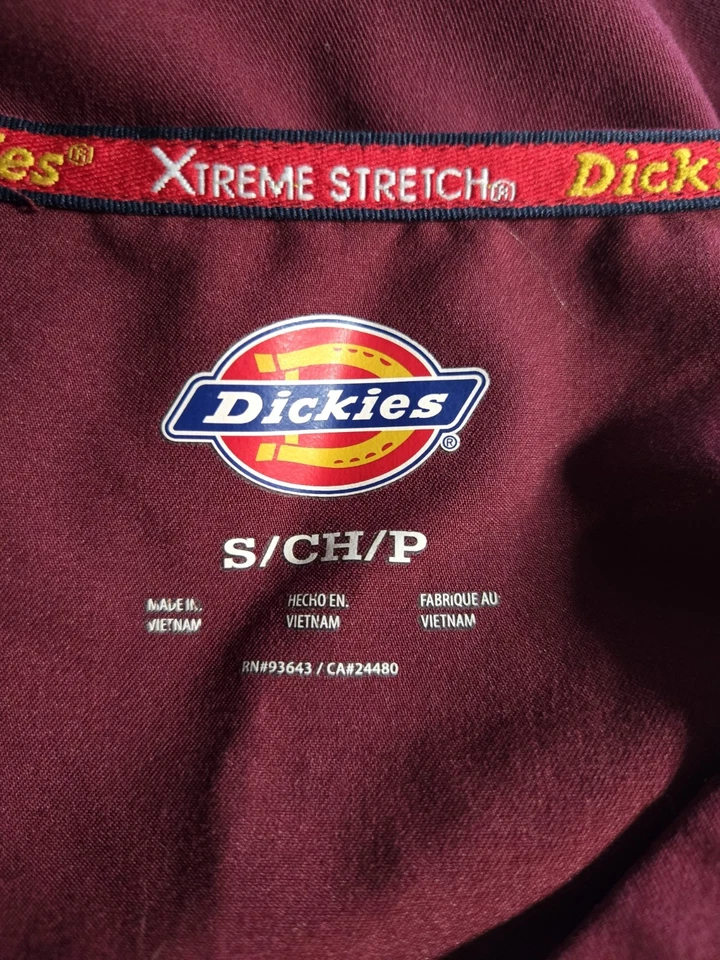 es® XTREME STRETCH® Dick
Dickies
®
S/CH/P
MADE IN HECHO EN. FABRIQUE AU
VIETNAM VIETNAM VIETNAM
RN#93643 / CA#24480